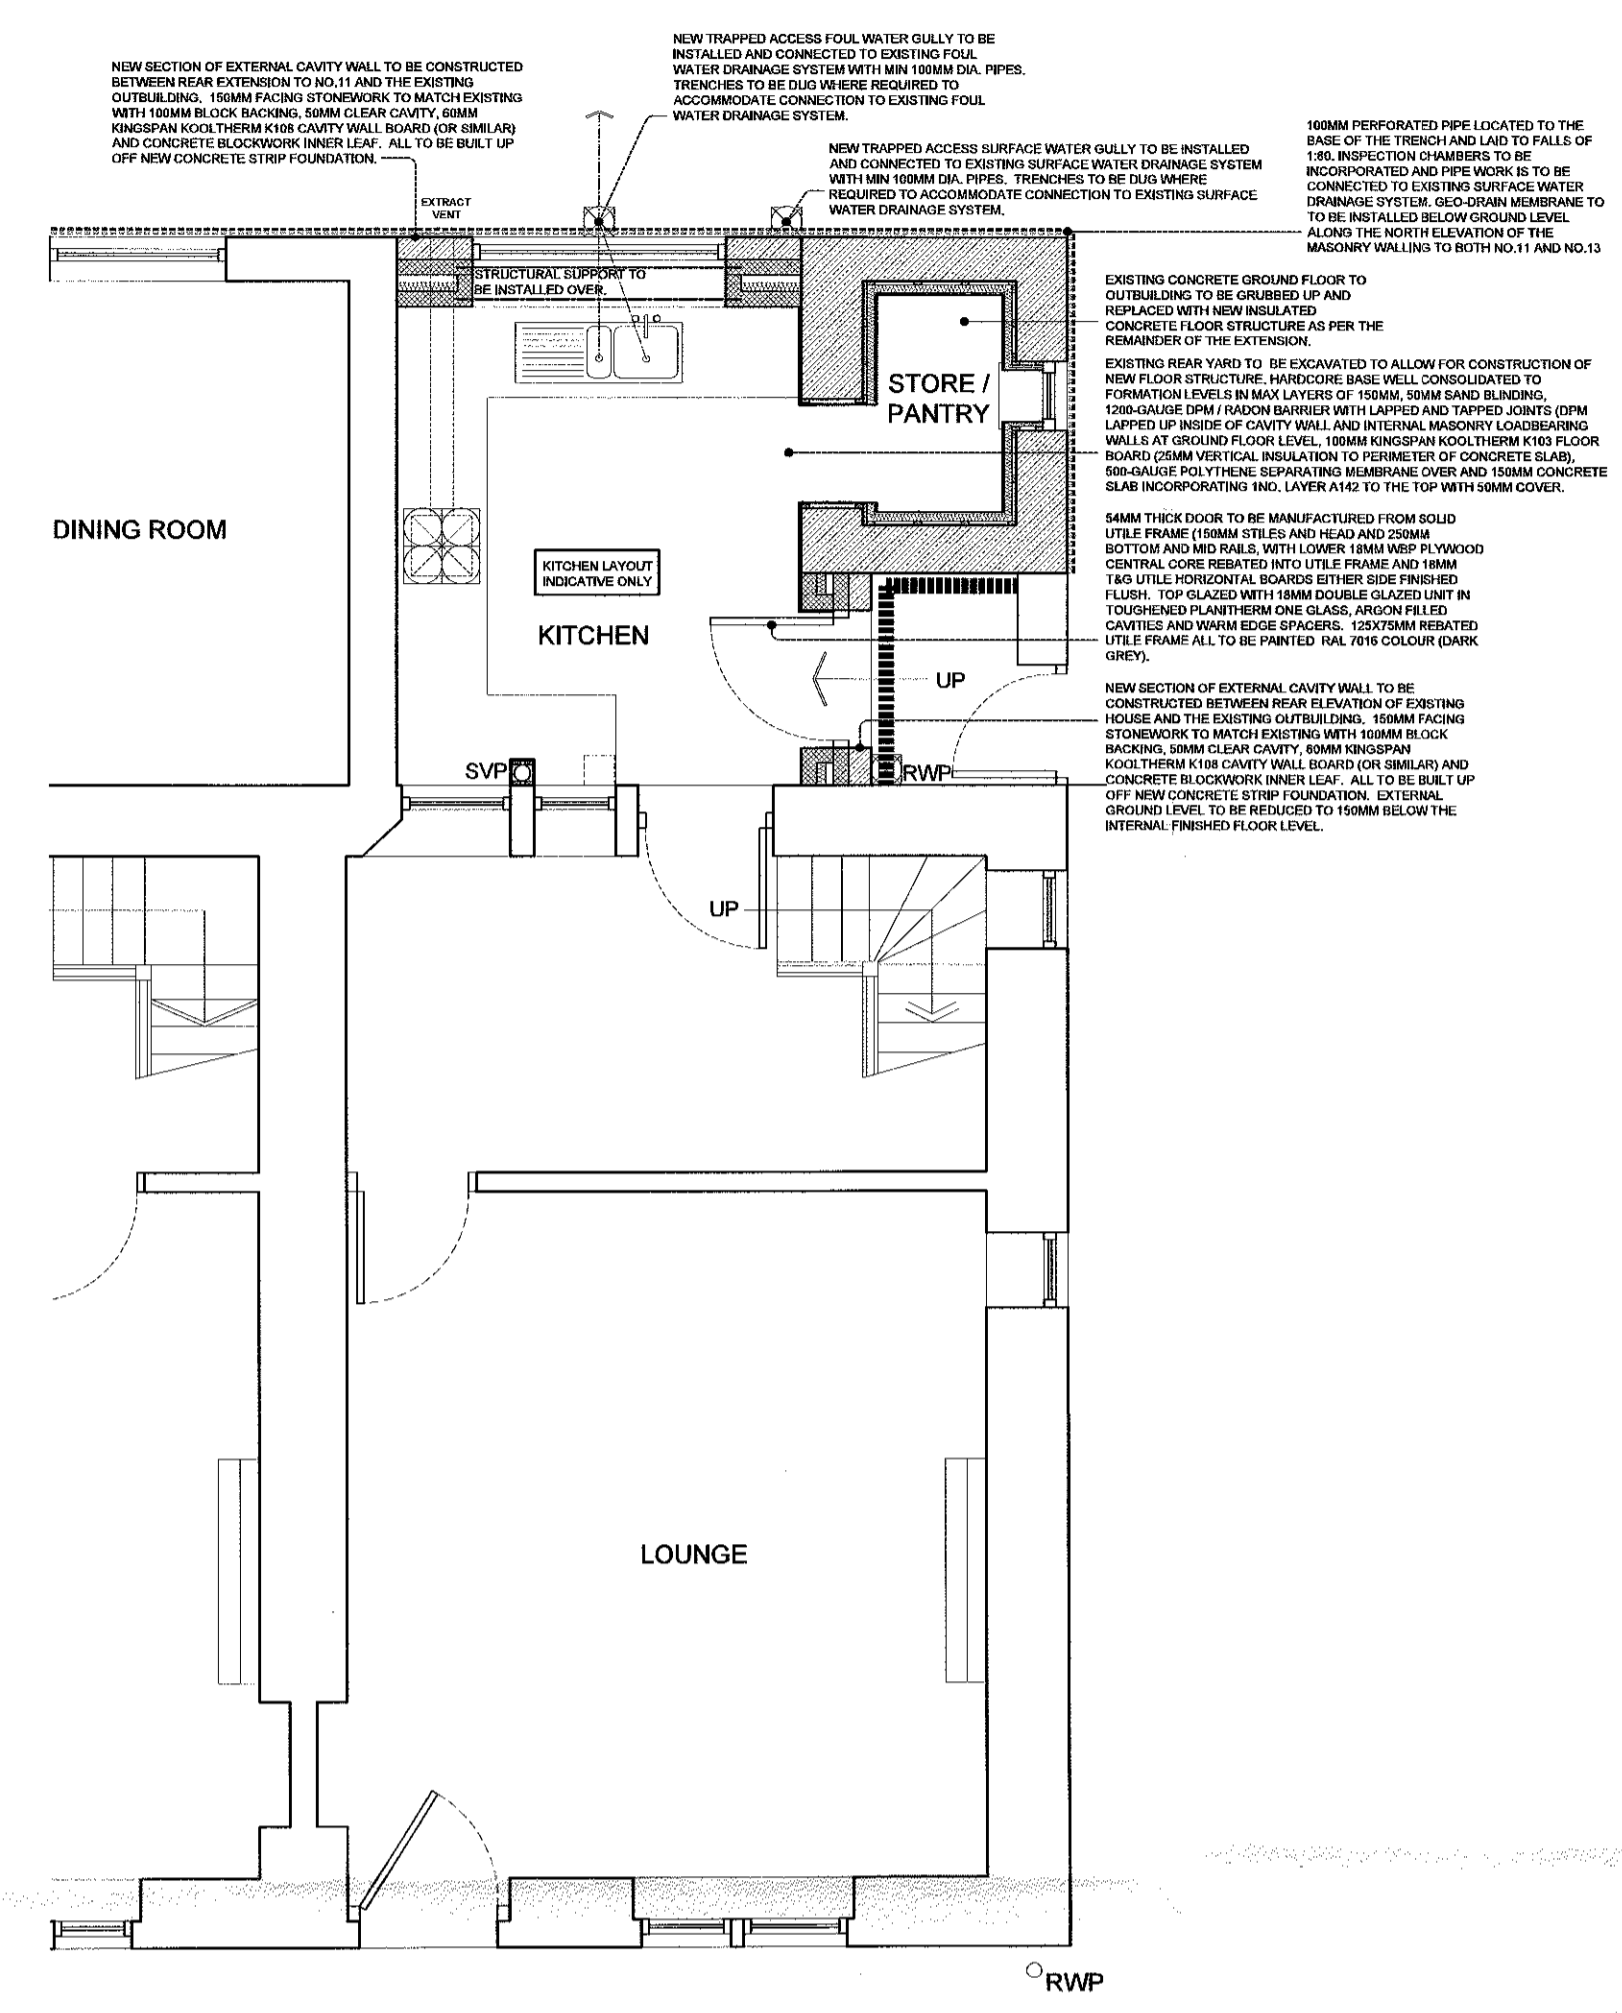 NEW SECTION OF EXTERNAL CAVITY WALL TO BE CONSTRUCTED
BETWEEN REAR EXTENSION TO NO.11 AND THE EXISTING
OUTBUILDING. 150MM FACING STONEWORK TO MATCH EXISTING
WITH 100MM BLOCK BACKING, 50MM CLEAR CAVITY, 60MM
KINGSPAN KOOLTHERM K108 CAVITY WALL BOARD (OR SIMILAR)
AND CONCRETE BLOCKWORK INNER LEAF. ALL TO BE BUILT UP
OFF NEW CONCRETE STRIP FOUNDATION.
NEW TRAPPED ACCESS FOUL WATER GULLY TO BE
INSTALLED AND CONNECTED TO EXISTING FOUL
WATER DRAINAGE SYSTEM WITH MIN 100MM DIA. PIPES.
TRENCHES TO BE DUG WHERE REQUIRED TO
ACCOMMODATE CONNECTION TO EXISTING FOUL
WATER DRAINAGE SYSTEM.
NEW TRAPPED ACCESS SURFACE WATER GULLY TO BE INSTALLED
AND CONNECTED TO EXISTING SURFACE WATER DRAINAGE SYSTEM
WITH MIN 100MM DIA. PIPES. TRENCHES TO BE DUG WHERE
REQUIRED TO ACCOMMODATE CONNECTION TO EXISTING SURFACE
WATER DRAINAGE SYSTEM.
100MM PERFORATED PIPE LOCATED TO THE
BASE OF THE TRENCH AND LAID TO FALLS OF
1:60. INSPECTION CHAMBERS TO BE
INCORPORATED AND PIPE WORK IS TO BE
CONNECTED TO EXISTING SURFACE WATER
DRAINAGE SYSTEM. GEO-DRAIN MEMBRANE TO
TO BE INSTALLED BELOW GROUND LEVEL
ALONG THE NORTH ELEVATION OF THE
MASONRY WALLING TO BOTH NO.11 AND NO.13
EXTRACT
VENT
STRUCTURAL SUPPORT TO
BE INSTALLED OVER.
EXISTING CONCRETE GROUND FLOOR TO
OUTBUILDING TO BE GRUBBED UP AND
REPLACED WITH NEW INSULATED
CONCRETE FLOOR STRUCTURE AS PER THE
REMAINDER OF THE EXTENSION.
STORE /
PANTRY
EXISTING REAR YARD TO BE EXCAVATED TO ALLOW FOR CONSTRUCTION OF
NEW FLOOR STRUCTURE. HARDCORE BASE WELL CONSOLIDATED TO
FORMATION LEVELS IN MAX LAYERS OF 150MM, 50MM SAND BLINDING,
1200-GAUGE DPM / RADON BARRIER WITH LAPPED AND TAPPED JOINTS (DPM
LAPPED UP INSIDE OF CAVITY WALL AND INTERNAL MASONRY LOADBEARING
WALLS AT GROUND FLOOR LEVEL, 100MM KINGSPAN KOOLTHERM K103 FLOOR
BOARD (25MM VERTICAL INSULATION TO PERIMETER OF CONCRETE SLAB),
500-GAUGE POLYTHENE SEPARATING MEMBRANE OVER AND 150MM CONCRETE
SLAB INCORPORATING 1NO. LAYER A142 TO THE TOP WITH 50MM COVER.
DINING ROOM
KITCHEN LAYOUT
INDICATIVE ONLY
KITCHEN
54MM THICK DOOR TO BE MANUFACTURED FROM SOLID
UTILE FRAME (150MM STILES AND HEAD AND 250MM
BOTTOM AND MID RAILS, WITH LOWER 18MM WBP PLYWOOD
CENTRAL CORE REBATED INTO UTILE FRAME AND 18MM
T&G UTILE HORIZONTAL BOARDS EITHER SIDE FINISHED
FLUSH. TOP GLAZED WITH 18MM DOUBLE GLAZED UNIT IN
TOUGHENED PLANITHERM ONE GLASS, ARGON FILLED
CAVITIES AND WARM EDGE SPACERS. 125X75MM REBATED
UTILE FRAME ALL TO BE PAINTED RAL 7016 COLOUR (DARK
GREY).
UP
NEW SECTION OF EXTERNAL CAVITY WALL TO BE
CONSTRUCTED BETWEEN REAR ELEVATION OF EXISTING
HOUSE AND THE EXISTING OUTBUILDING. 150MM FACING
STONEWORK TO MATCH EXISTING WITH 100MM BLOCK
BACKING, 50MM CLEAR CAVITY, 60MM KINGSPAN
KOOLTHERM K108 CAVITY WALL BOARD (OR SIMILAR) AND
CONCRETE BLOCKWORK INNER LEAF. ALL TO BE BUILT UP
OFF NEW CONCRETE STRIP FOUNDATION. EXTERNAL
GROUND LEVEL TO BE REDUCED TO 150MM BELOW THE
INTERNAL FINISHED FLOOR LEVEL.
SVP
RWP
UP
LOUNGE
RWP